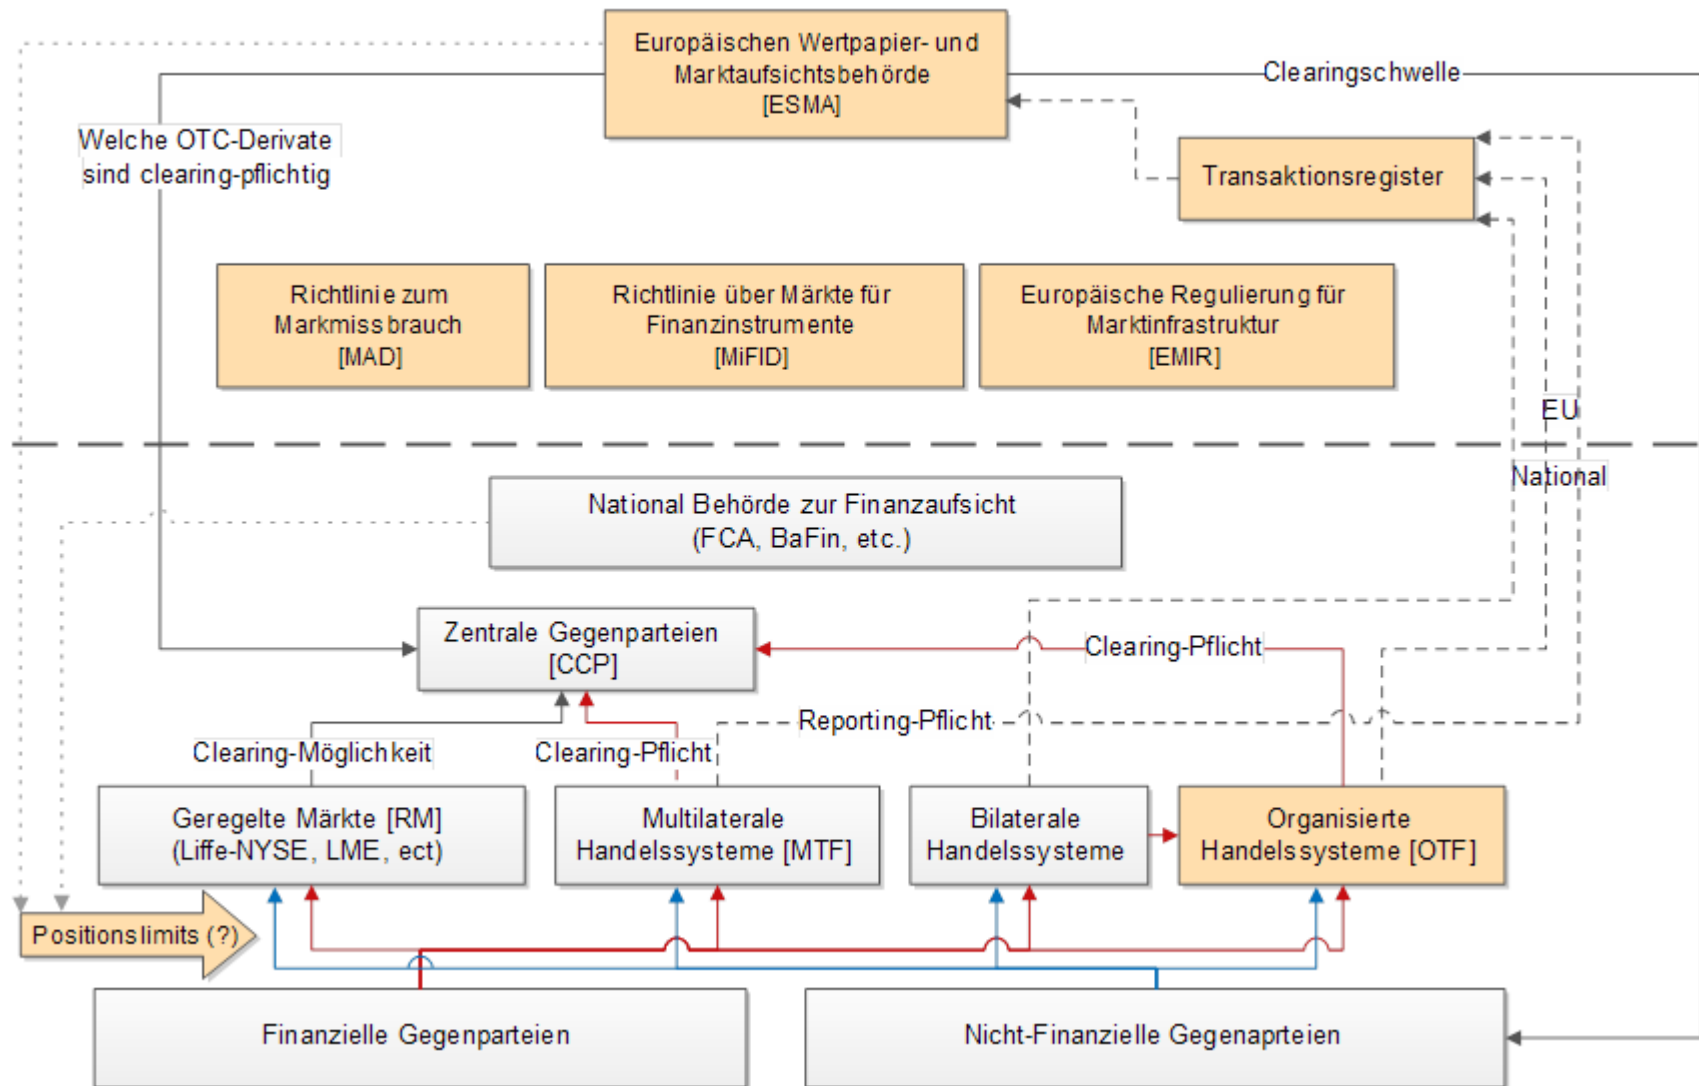 Europäischen Wertpapier- und
Marktaufsichtsbehörde
[ESMA]
Clearingschwelle
Welche OTC-Derivate
sind clearing-pflichtig
Transaktionsregister
Richtlinie zum
Markmissbrauch
[MAD]
Richtlinie über Märkte für
Finanzinstrumente
[MiFID]
Europäische Regulierung für
Marktinfrastruktur
[EMIR]
EU
National
National Behörde zur Finanzaufsicht
(FCA, BaFin, etc.)
Zentrale Gegenparteien
[CCP]
Clearing-Pflicht
Reporting-Pflicht
Clearing-Möglichkeit
Clearing-Pflicht
Geregelte Märkte [RM]
(Liffe-NYSE, LME, ect)
Multilaterale
Handelssysteme [MTF]
Bilaterale
Handelssysteme
Organisierte
Handelssysteme [OTF]
Positionslimits (?)
Finanzielle Gegenparteien
Nicht-Finanzielle Gegenaprteien